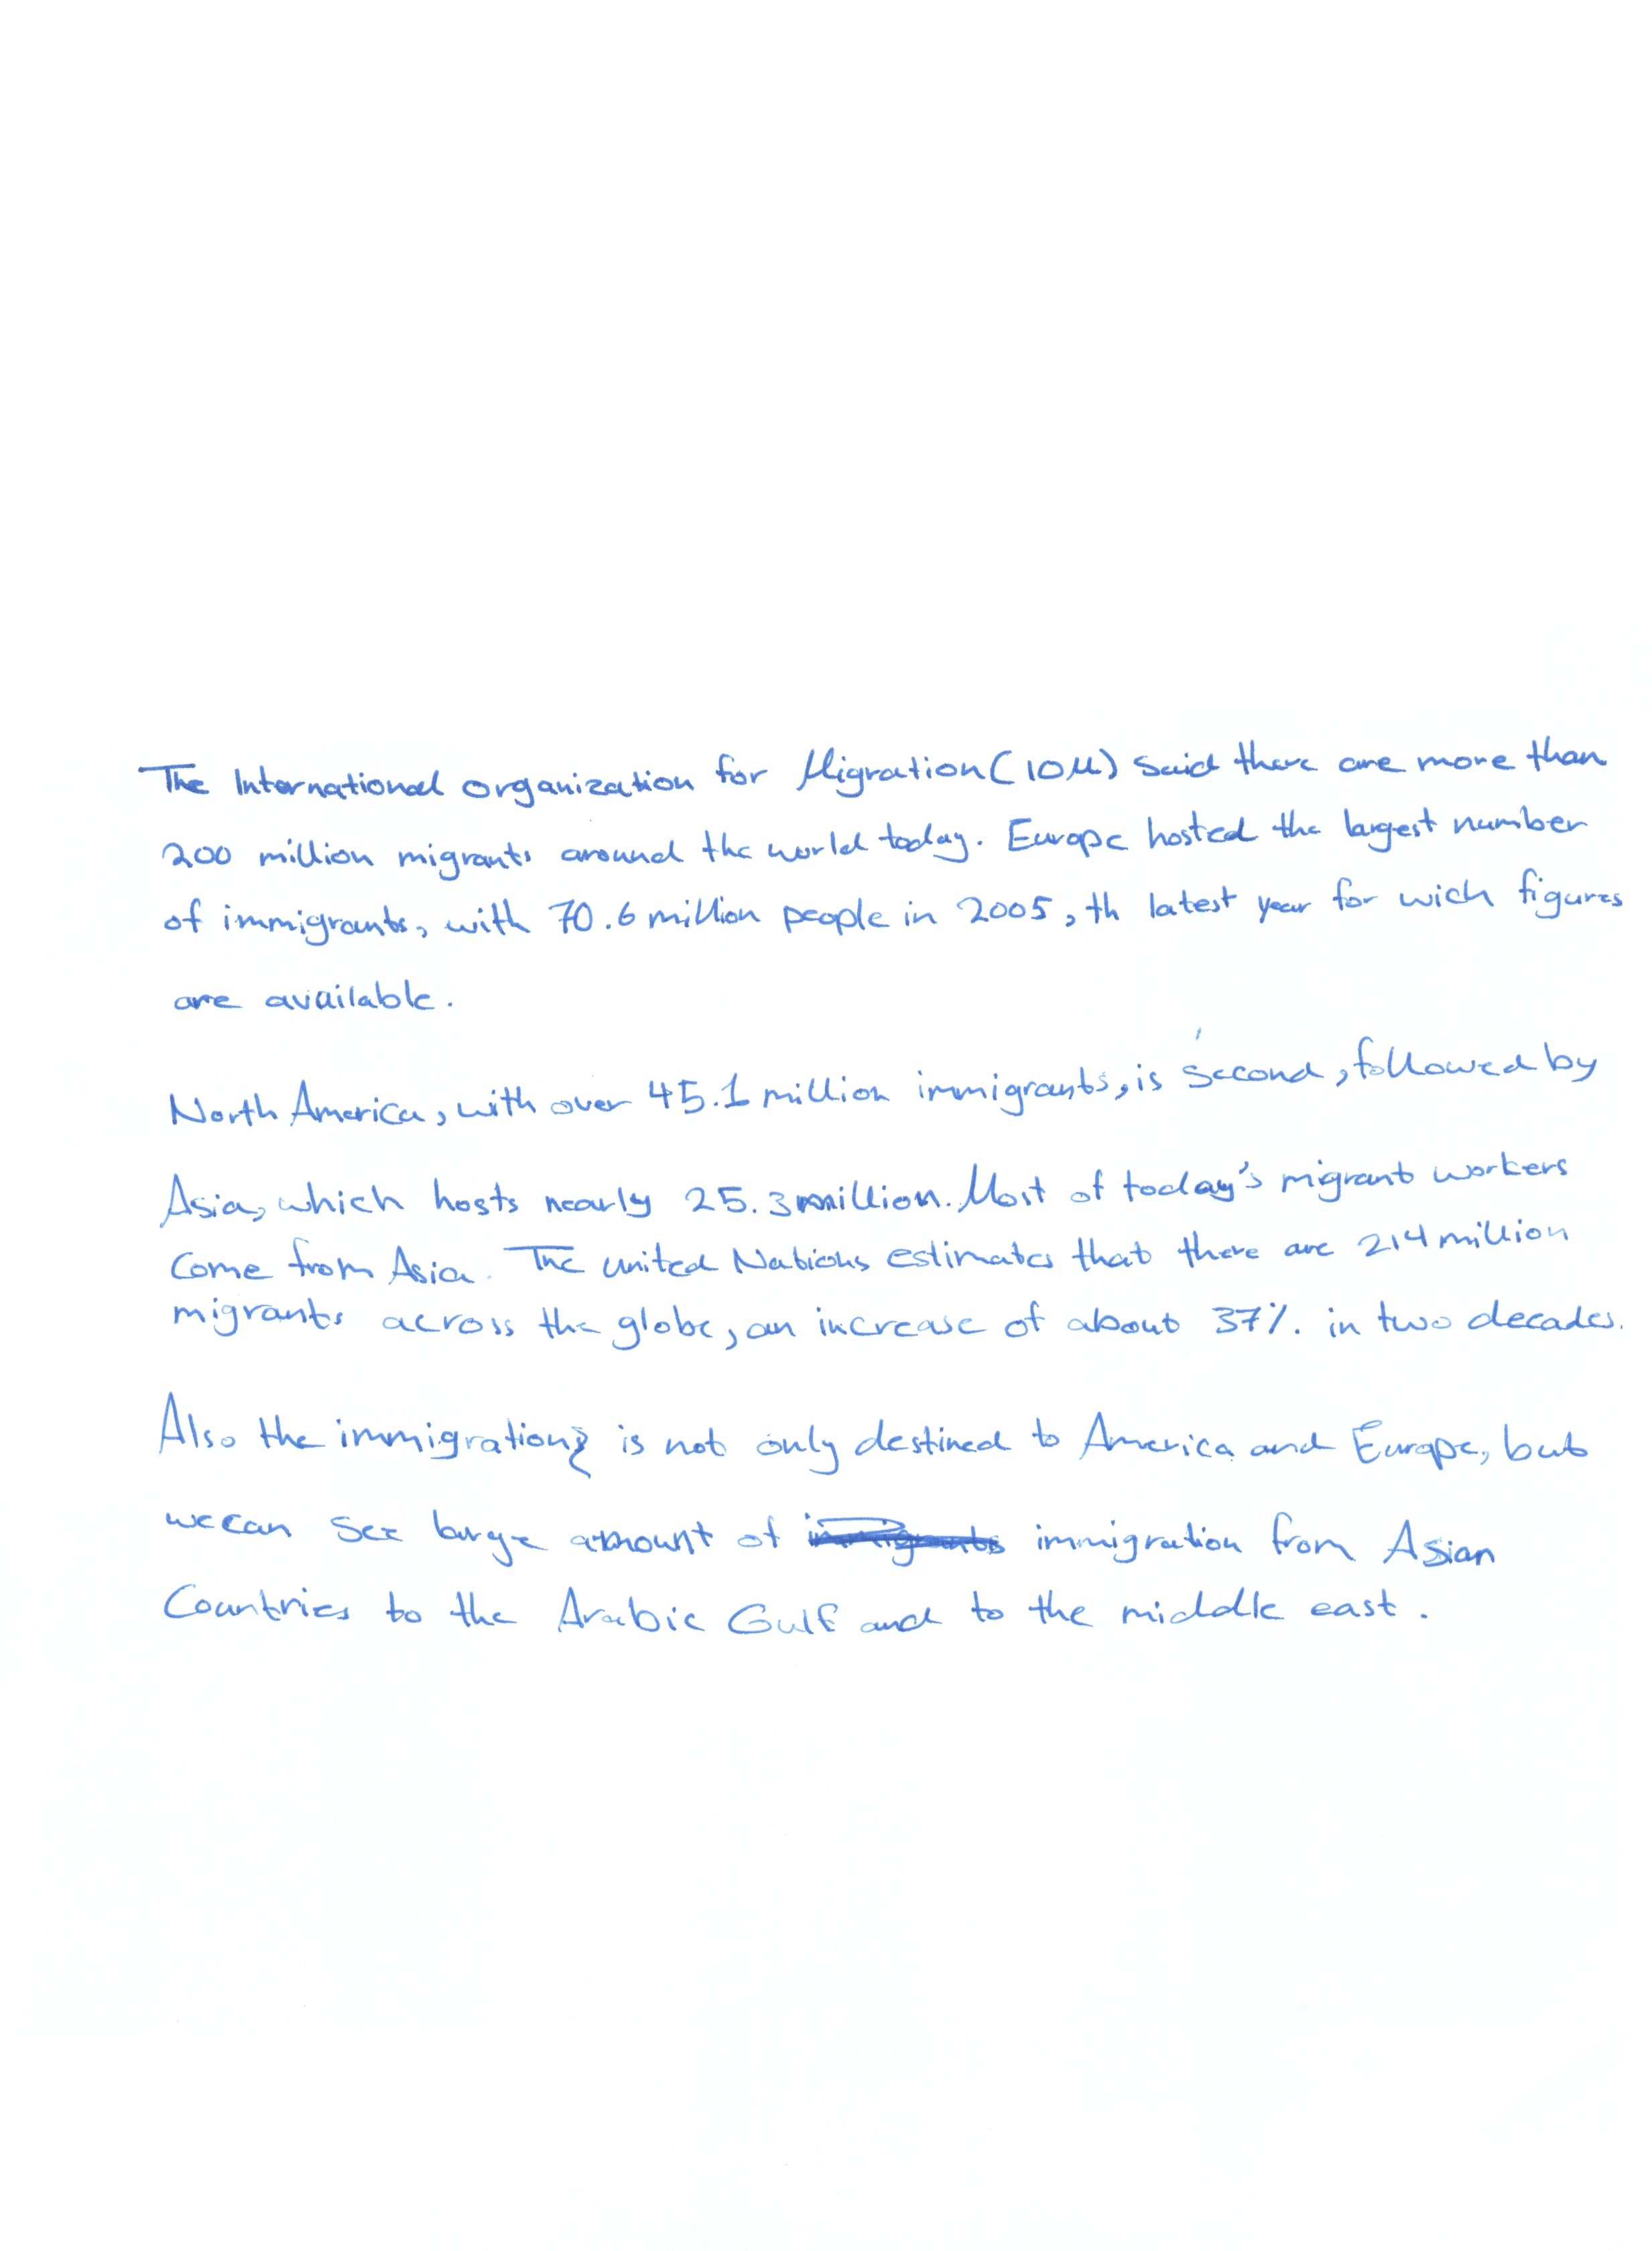 The International organization for Migration (IOM) said there are more than
200 million migrants around the world today. Europe hosted the largest number
of immigrants, with 70.6 million people in 2005, th latest year for wich figures
are available.
North America, with over 45.1 million immigrants, is second, followed by
Asia, which hosts nearly 25.3 million. Most of today's migrant workers
come from Asia. The united Nations estimates that there are 214 million
migrants across the globe, an increase of about 37% in two decades.
Also the immigration is not only destined to America and Europe, but
we can see large amount of immigration from Asian
Countries to the Arabic Gulf and to the middle east.